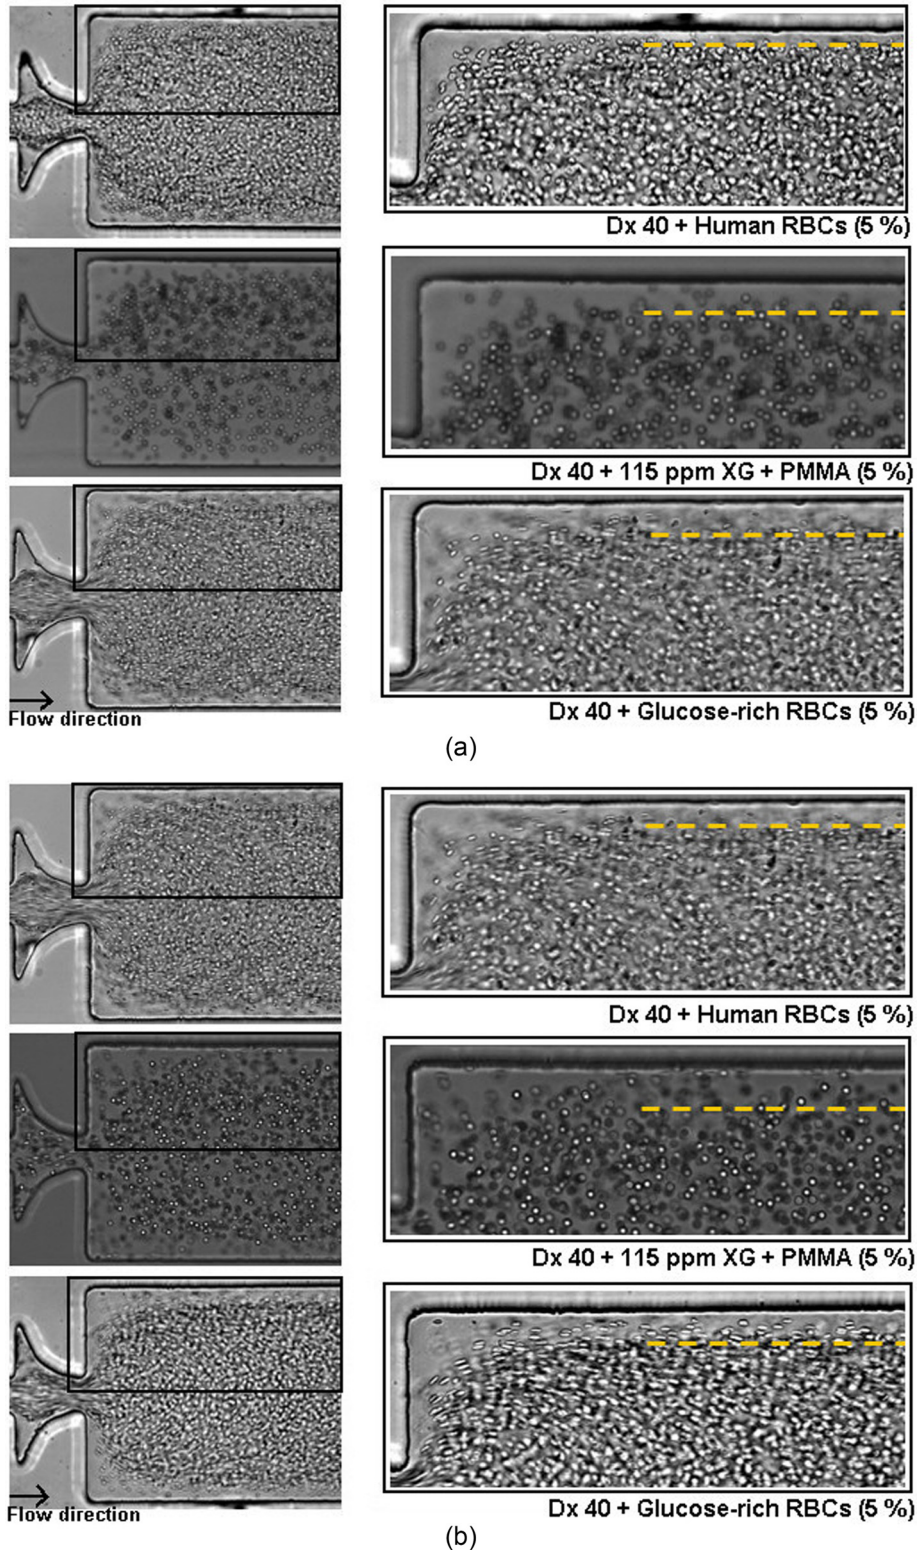 Dx 40 + Human RBCs (5 %)
Dx 40 + 115 ppm XG + PMMA (5 %)
Dx 40 + Glucose-rich RBCs (5 %)
Flow direction
(a)
Dx 40 + Human RBCs (5 %)
Dx 40 + 115 ppm XG + PMMA (5 %)
Dx 40 + Glucose-rich RBCs (5 %)
Flow direction
(b)